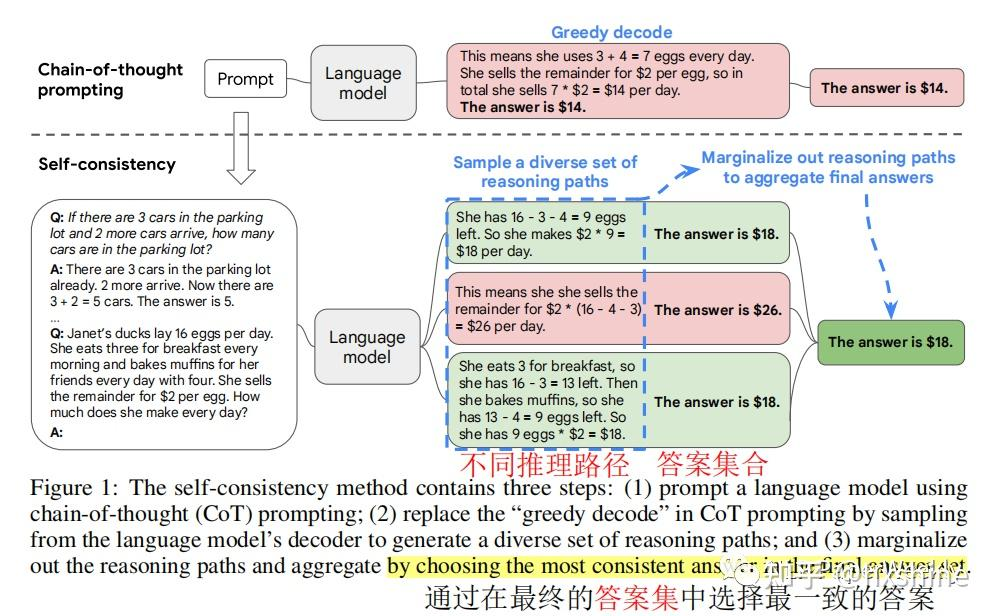 Greedy decode
Chain-of-thought
prompting
Prompt
Language
model
This means she uses 3 + 4 = 7 eggs every day.
She sells the remainder for $2 per egg, so in
total she sells 7 * $2 = $14 per day.
The answer is $14.
The answer is $14.
Self-consistency
Sample a diverse set of
reasoning paths
Marginalize out reasoning paths
to aggregate final answers
Q: If there are 3 cars in the parking
lot and 2 more cars arrive, how many
cars are in the parking lot?
A: There are 3 cars in the parking lot
already. 2 more arrive. Now there are
3 + 2 = 5 cars. The answer is 5.
...
Q: Janet's ducks lay 16 eggs per day.
She eats three for breakfast every
morning and bakes muffins for her
friends every day with four. She sells
the remainder for $2 per egg. How
much does she make every day?
A:
Language
model
She has 16 - 3 - 4 = 9 eggs
left. So she makes $2 * 9 =
$18 per day.
The answer is $18.
This means she she sells the
remainder for $2 * (16 - 4 - 3)
= $26 per day.
The answer is $26.
She eats 3 for breakfast, so
she has 16 - 3 = 13 left. Then
she bakes muffins, so she
has 13 - 4 = 9 eggs left. So
she has 9 eggs * $2 = $18.
The answer is $18.
The answer is $18.
不同推理路径
答案集合
Figure 1: The self-consistency method contains three steps: (1) prompt a language model using
chain-of-thought (CoT) prompting; (2) replace the “greedy decode” in CoT prompting by sampling
from the language model's decoder to generate a diverse set of reasoning paths; and (3) marginalize
out the reasoning paths and aggregate by choosing the most consistent answer in the final answer set.
通过在最终的答案集中选择最一致的答案